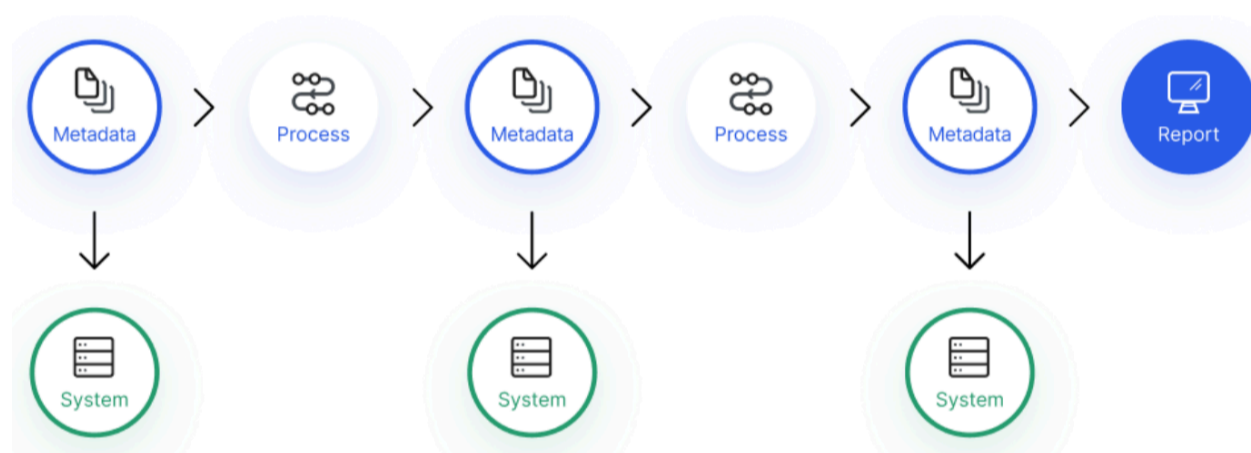 Metadata
Process
Metadata
Process
Metadata
Report
System
System
System